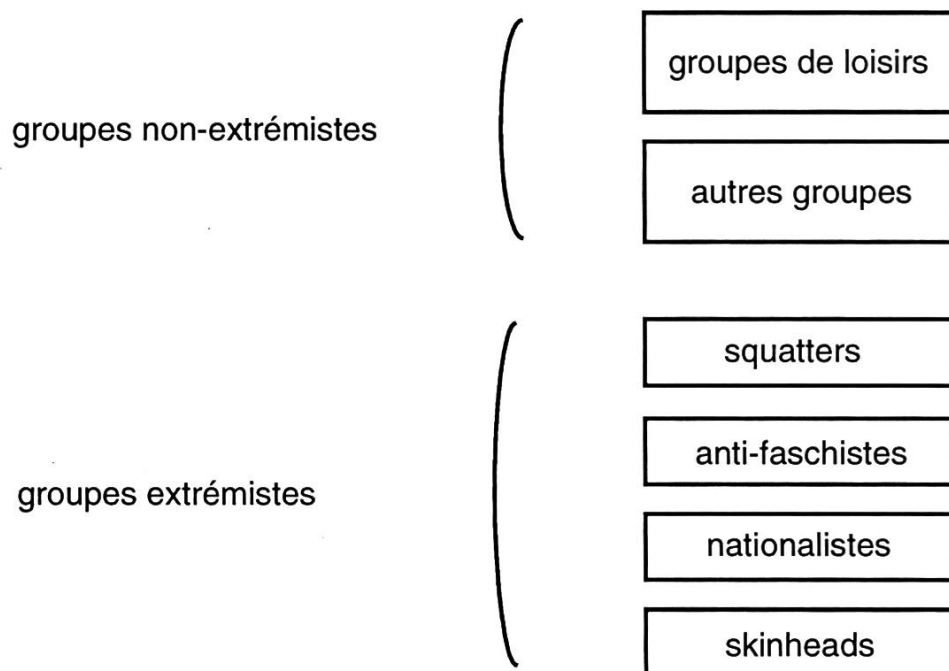 groupes de loisirs
groupes non-extrémistes
autres groupes
squatters
anti-faschistes
groupes extrémistes
nationalistes
skinheads